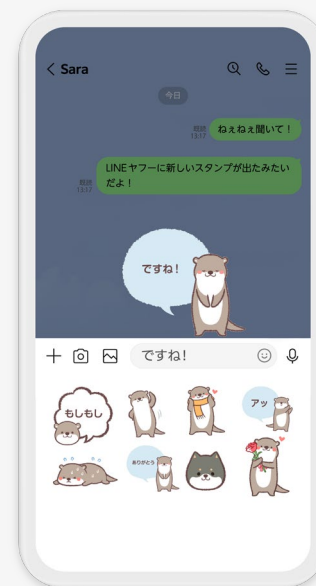 Sara
今日
既読
13:17
ねぇねぇ聞いて！
LINEヤフーに新しいスタンプが出たみたい
だよ！
既読
13:17
ですね！
ですね!
もしもし
アッ
ありがとう